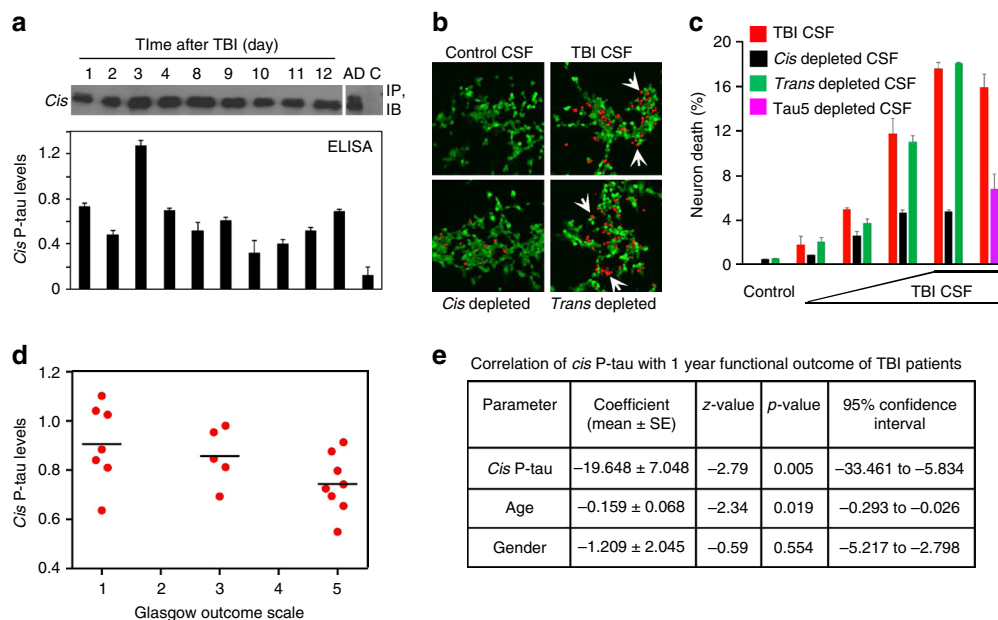 a
TIme after TBI (day)
1 2 3 4 8 9 10 11 12 AD C
Cis
IP,
IB
ELISA
Cis P-tau levels
1.2
0.8
0.4
0
b
Control CSF TBI CSF
Cis depleted Trans depleted
c
TBI CSF
Cis depleted CSF
Trans depleted CSF
Tau5 depleted CSF
Neuron death (%)
20
16
12
8
4
0
Control
TBI CSF
d
Cis P-tau levels
1.2
1.0
0.8
0.6
0.4
1 2 3 4 5
Glasgow outcome scale
e
Correlation of cis P-tau with 1 year functional outcome of TBI patients
Parameter Coefficient (mean ± SE) z-value p-value 95% confidence interval
Cis P-tau –19.648 ± 7.048 –2.79 0.005 –33.461 to –5.834
Age –0.159 ± 0.068 –2.34 0.019 –0.293 to –0.026
Gender –1.209 ± 2.045 –0.59 0.554 –5.217 to –2.798